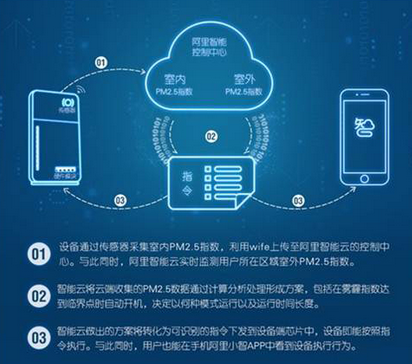 阿里智能
控制中心
室内 室外
PM2.5指数 PM2.5指数
01
传感器
硬件模块
02
指令
智
03
03
01 设备通过传感器采集室内PM2.5指数，利用wife上传至阿里智能云的控制中
心。与此同时，阿里智能云实时监测用户所在区域室外PM2.5指数。
02 智能云将云端收集的PM2.5数据通过计算分析处理形成方案，包括在雾霾指数达
到临界点时自动开机，决定以何种模式运行以及运行时间长度。
03 智能云做出的方案将转化为可识别的指令下发到设备端芯片中，设备即能按照指
令执行。与此同时，用户也能在手机阿里小智APP中看到设备执行行为。